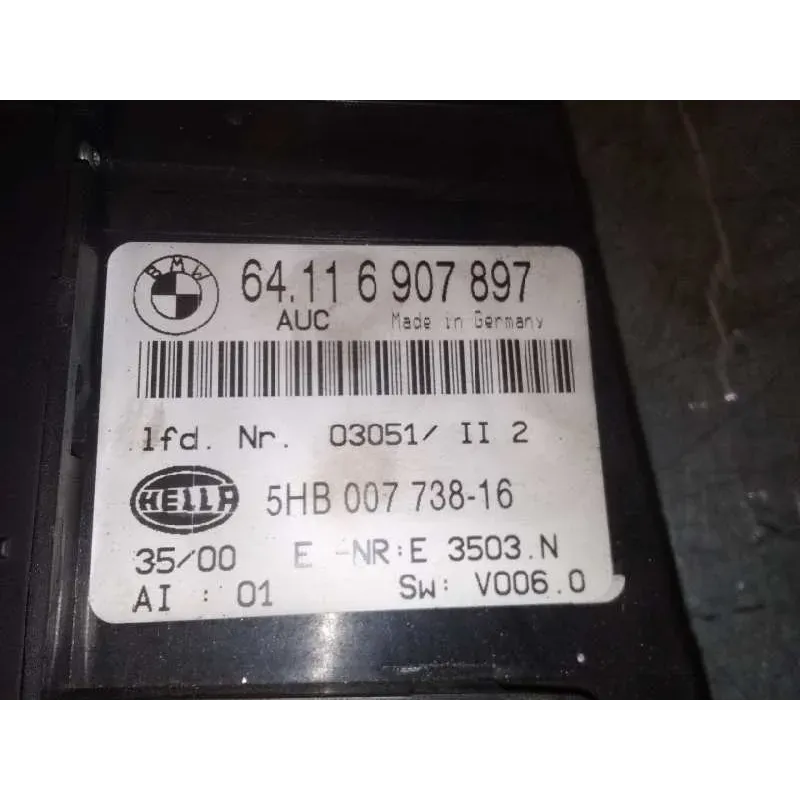 BMW 64.11 6 907 897
AUC Made in Germany
lfd. Nr. 03051/ II 2
HELLA 5HB 007 738-16
35/00 E -NR:E 3503.N
AI : 01 Sw: V006.0